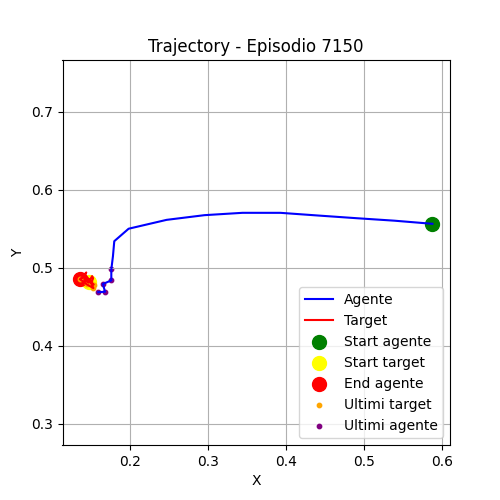 Trajectory - Episodio 7150
Y
0.7
0.6
0.5
0.4
0.3
0.2
0.3
0.4
0.5
0.6
X
Agente
Target
Start agente
Start target
End agente
Ultimi target
Ultimi agente